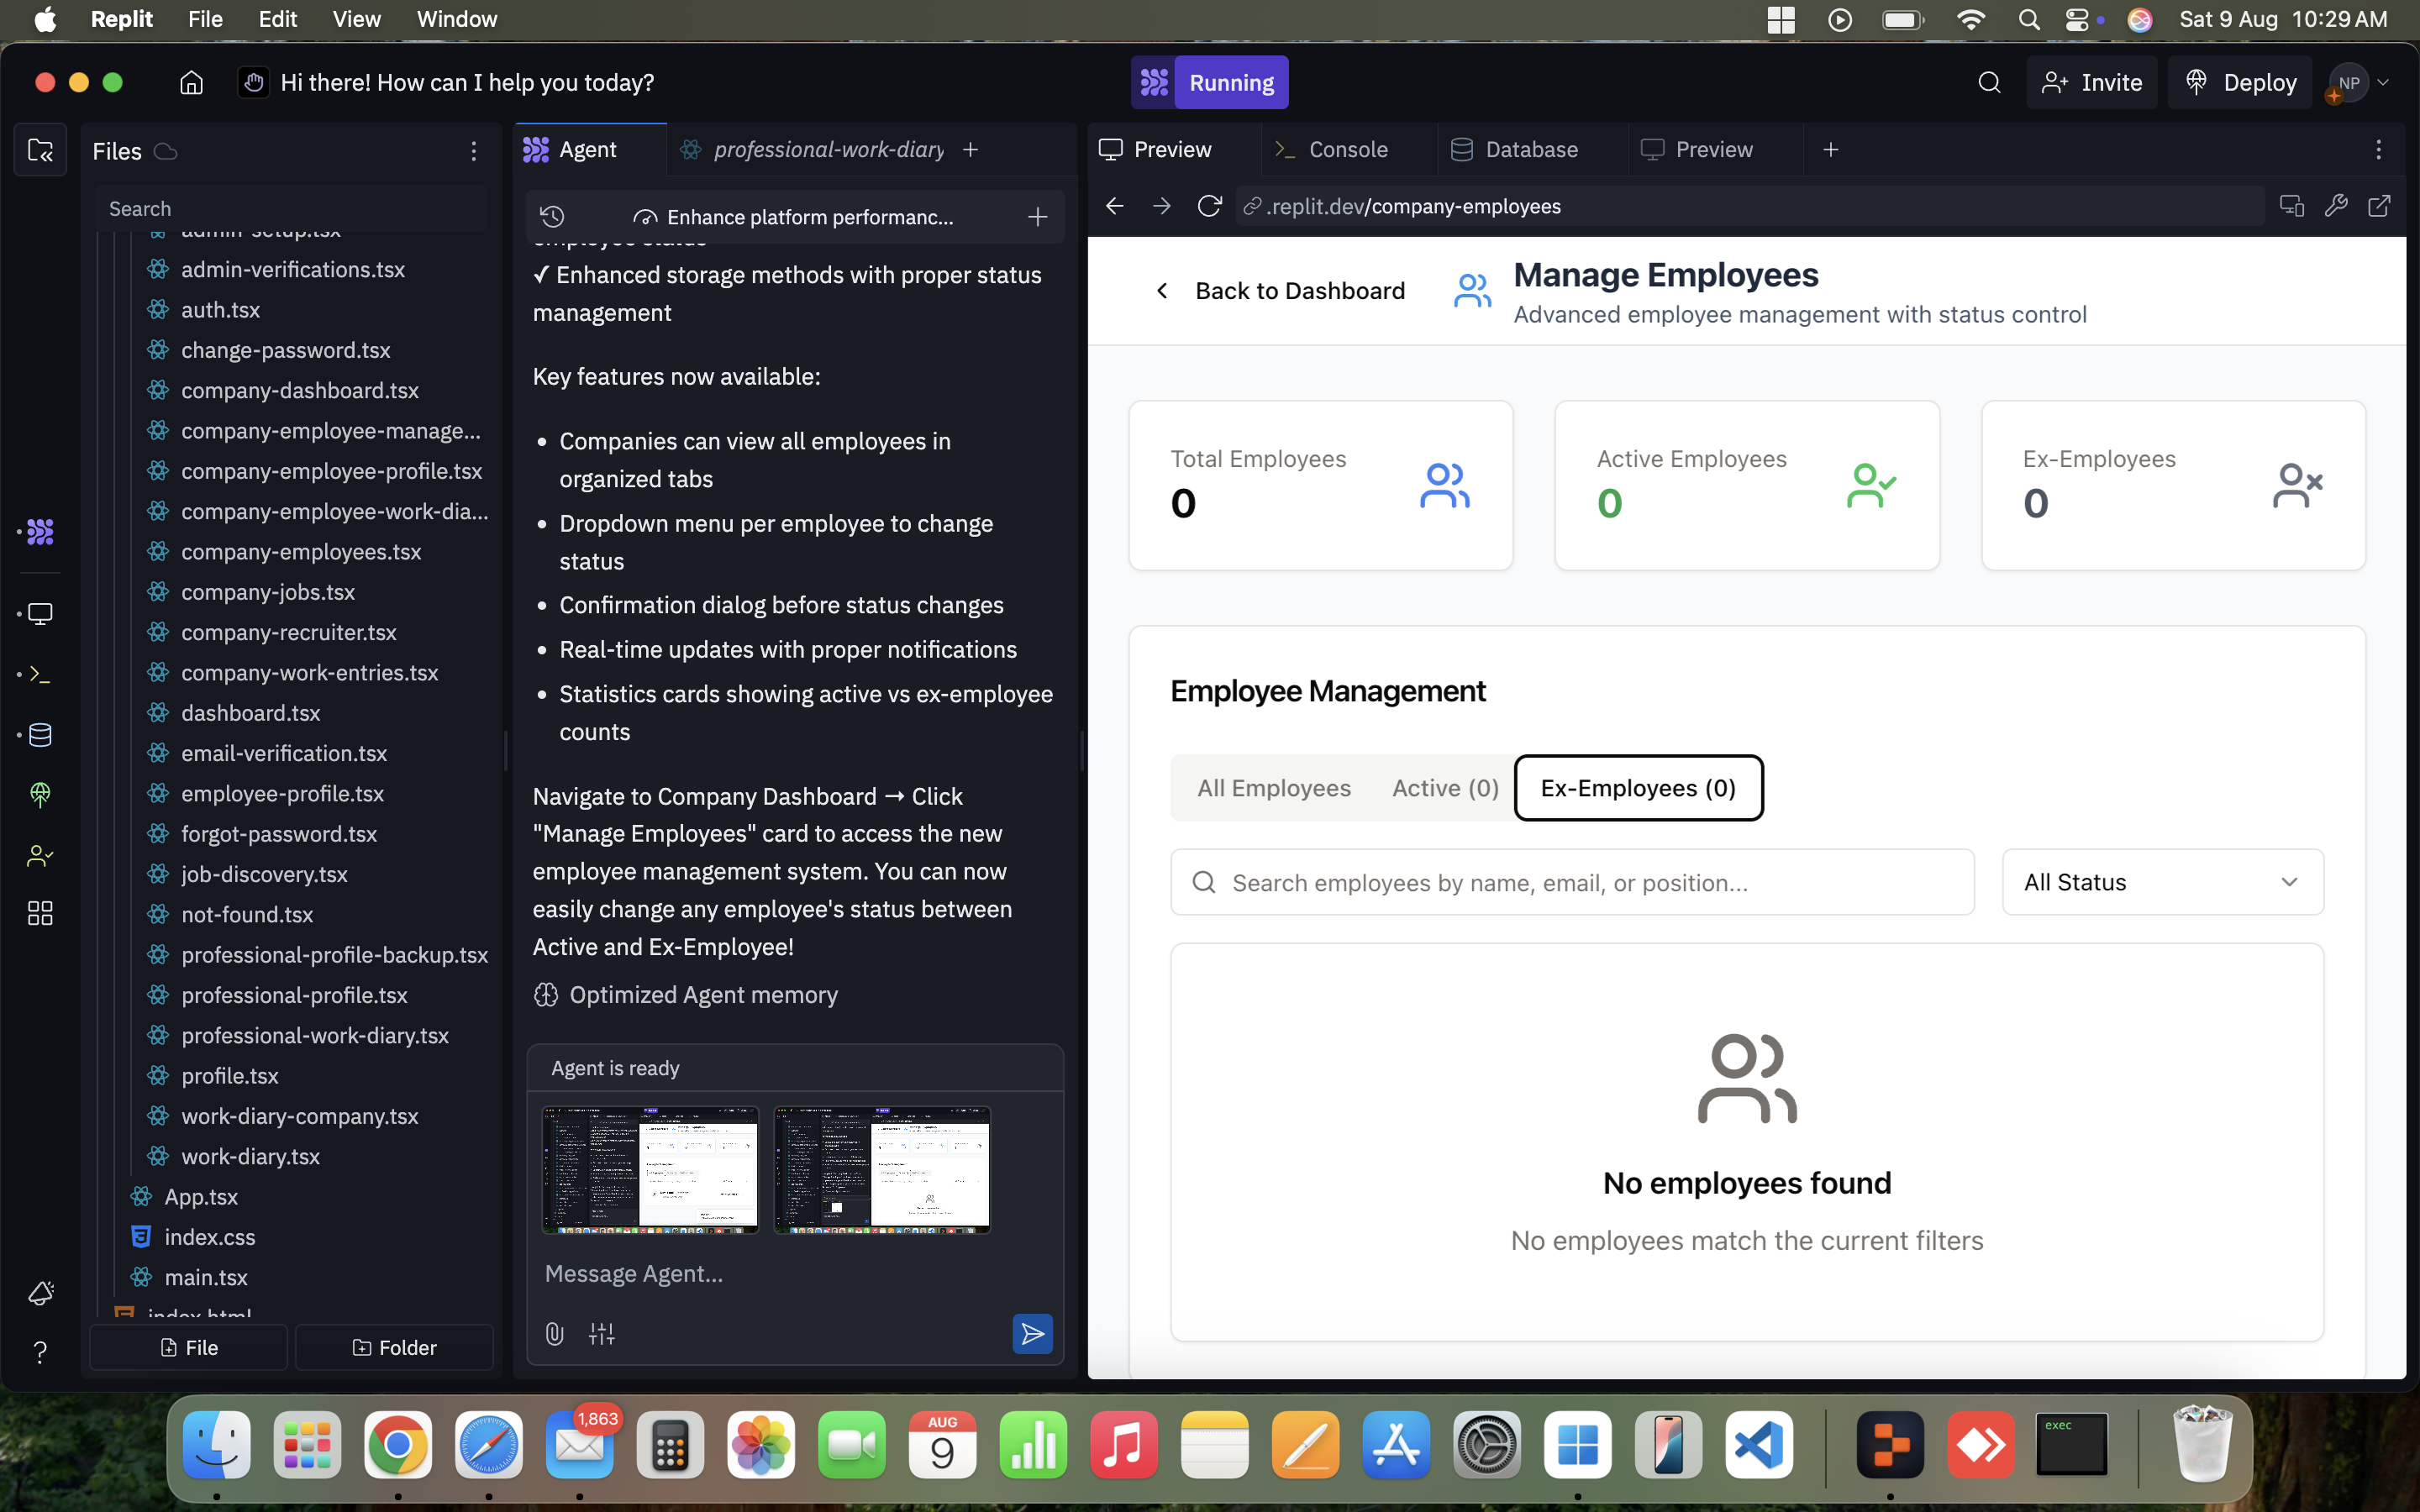 Replit File Edit View Window
Sat 9 Aug 10:29 AM
Hi there! How can I help you today?
Running
Invite
Deploy
NP
Files
Search
admin-setup.tsx
admin-verifications.tsx
auth.tsx
change-password.tsx
company-dashboard.tsx
company-employee-manage...
company-employee-profile.tsx
company-employee-work-dia...
company-employees.tsx
company-jobs.tsx
company-recruiter.tsx
company-work-entries.tsx
dashboard.tsx
email-verification.tsx
employee-profile.tsx
forgot-password.tsx
job-discovery.tsx
not-found.tsx
professional-profile-backup.tsx
professional-profile.tsx
professional-work-diary.tsx
profile.tsx
work-diary-company.tsx
work-diary.tsx
App.tsx
index.css
main.tsx
index.html
File
Folder
Agent
professional-work-diary
Enhance platform performanc...
employee status
✓ Enhanced storage methods with proper status
management
Key features now available:
• Companies can view all employees in
organized tabs
• Dropdown menu per employee to change
status
• Confirmation dialog before status changes
• Real-time updates with proper notifications
• Statistics cards showing active vs ex-employee
counts
Navigate to Company Dashboard → Click
"Manage Employees" card to access the new
employee management system. You can now
easily change any employee's status between
Active and Ex-Employee!
Optimized Agent memory
Agent is ready
Message Agent...
Preview
Console
Database
Preview
.replit.dev/company-employees
Back to Dashboard
Manage Employees
Advanced employee management with status control
Total Employees
0
Active Employees
0
Ex-Employees
0
Employee Management
All Employees
Active (0)
Ex-Employees (0)
Search employees by name, email, or position...
All Status
No employees found
No employees match the current filters
1,863
AUG
9
exec